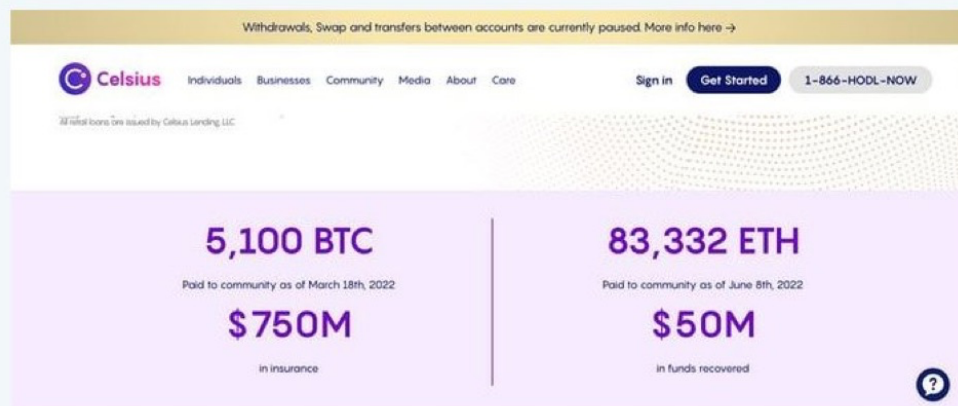 Withdrawals, Swap and transfers between accounts are currently paused. More info here →
Celsius Individuals Businesses Community Media About Care Sign in Get Started 1-866-HODL-NOW
All retail loans are issued by Celsius Lending, LLC
5,100 BTC 83,332 ETH
Paid to community as of March 18th, 2022 Paid to community as of June 8th, 2022
$750M $50M
in insurance in funds recovered
?